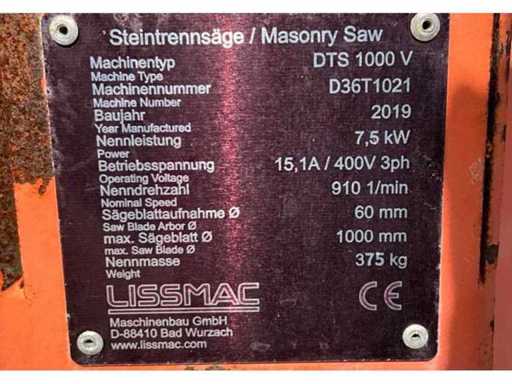 Steintrennsäge / Masonry Saw
Machinentyp DTS 1000 V
Machine Type
Machinennummer D36T1021
Machine Number
Baujahr 2019
Year Manufactured
Nennleistung 7,5 kW
Power
Betriebsspannung 15,1A / 400V 3ph
Operating Voltage
Nenndrehzahl 910 1/min
Nominal Speed
Sägeblattaufnahme Ø 60 mm
Saw Blade Arbor Ø
max. Sägeblatt Ø 1000 mm
max. Saw Blade Ø
Nennmasse 375 kg
Weight
LISSMAC CE
Maschinenbau GmbH
D-88410 Bad Wurzach
www.lissmac.com